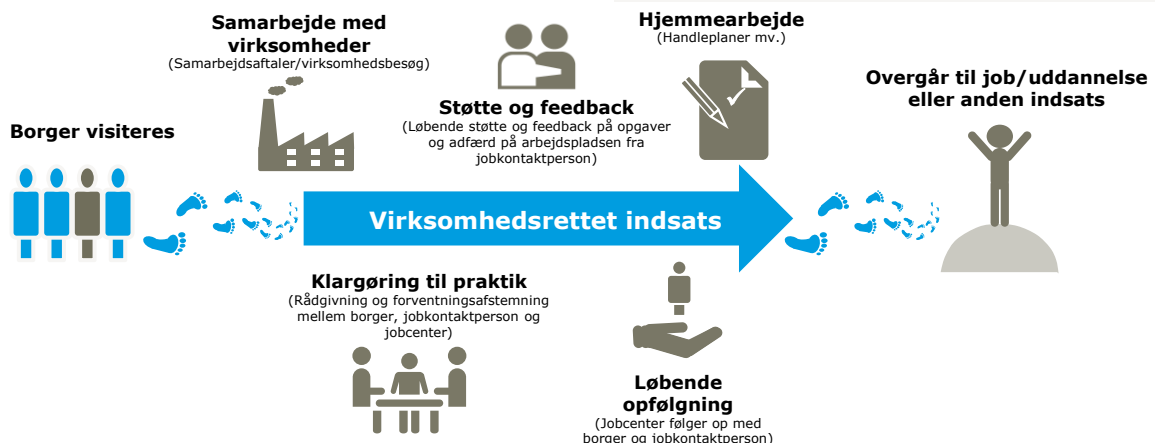 Borger visiteres
Samarbejde med
virksomheder
(Samarbejdsaftaler/virksomhedsbesøg)
Støtte og feedback
(Løbende støtte og feedback på opgaver
og adfærd på arbejdspladsen fra
jobkontaktperson)
Hjemmearbejde
(Handleplaner mv.)
Overgår til job/uddannelse
eller anden indsats
Virksomhedsrettet indsats
Klargøring til praktik
(Rådgivning og forventningsafstemning
mellem borger, jobkontaktperson og
jobcenter)
Løbende
opfølgning
(Jobcenter følger op med
borger og jobkontaktperson)